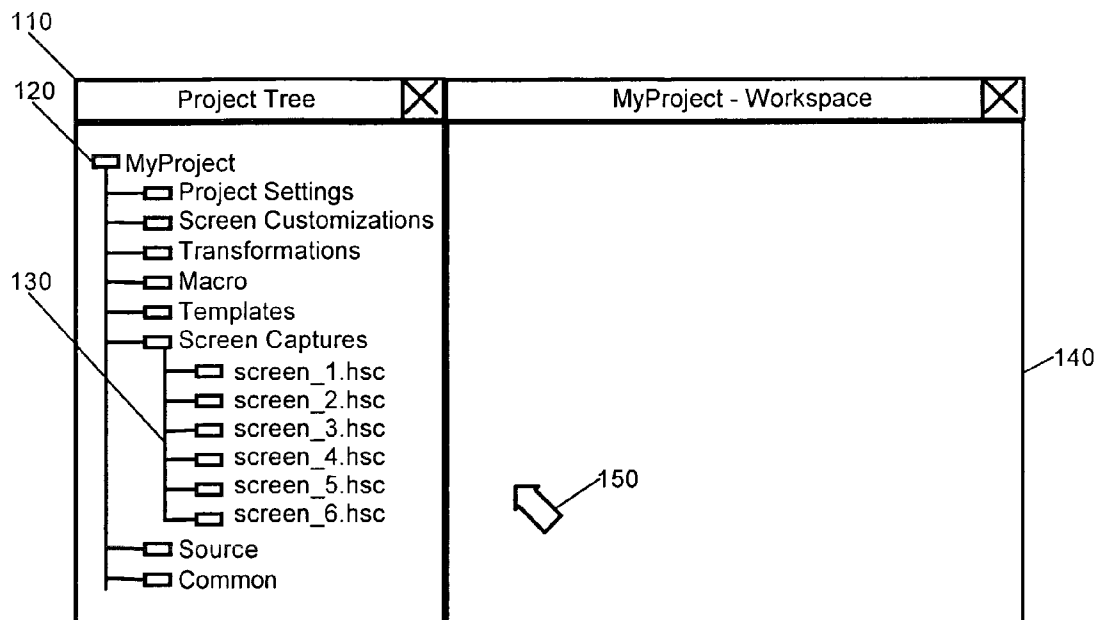 110
Project Tree
MyProject - Workspace
120
MyProject
Project Settings
Screen Customizations
Transformations
130
Macro
Templates
Screen Captures
screen_1.hsc
140
screen_2.hsc
screen_3.hsc
screen_4.hsc
150
screen_5.hsc
screen_6.hsc
Source
Common